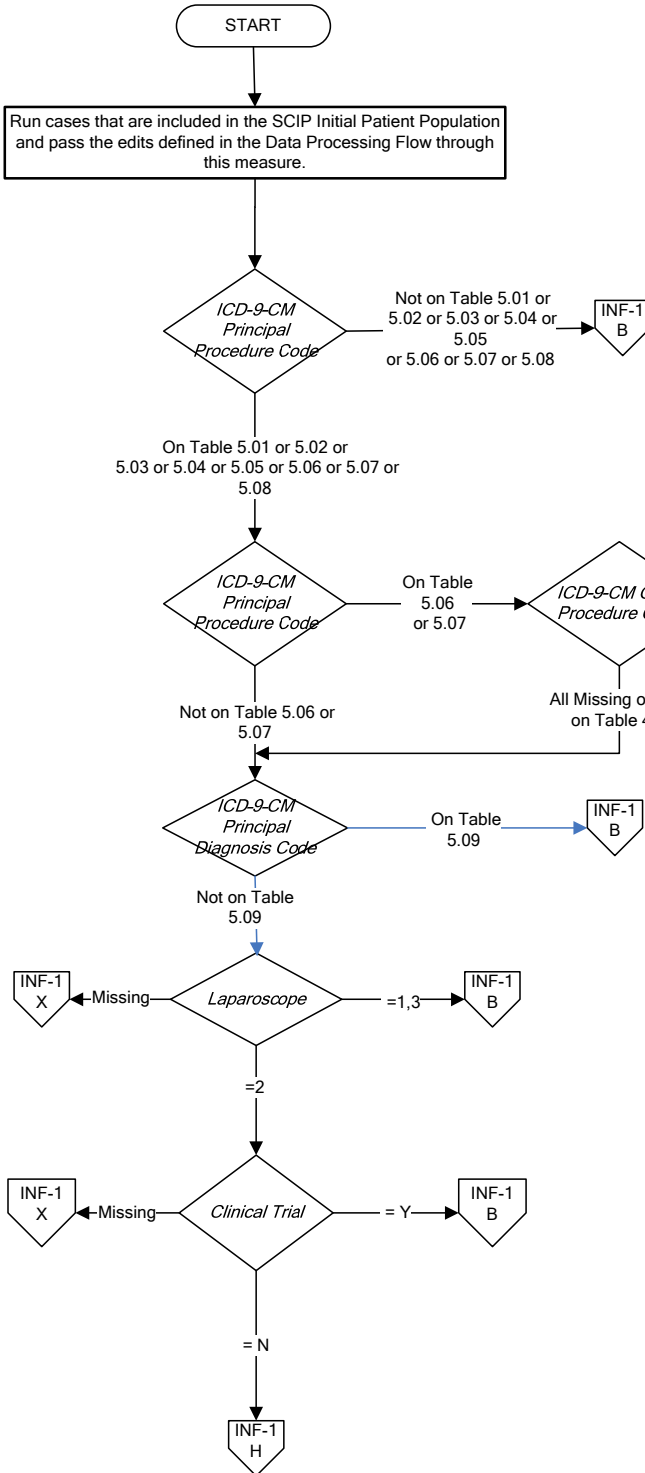 START
Run cases that are included in the SCIP Initial Patient Population
and pass the edits defined in the Data Processing Flow through
this measure.
ICD-9-CM
Principal
Procedure Code
Not on Table 5.01 or
5.02 or 5.03 or 5.04 or
5.05
or 5.06 or 5.07 or 5.08
INF-1
B
On Table 5.01 or 5.02 or
5.03 or 5.04 or 5.05 or 5.06 or 5.07 or
5.08
ICD-9-CM
Principal
Procedure Code
On Table
5.06
or 5.07
ICD-9-CM
Procedure
Not on Table 5.06 or
5.07
All Missing
on Table
ICD-9-CM
Principal
Diagnosis Code
On Table
5.09
INF-1
B
Not on Table
5.09
INF-1
X
Missing
Laparoscope
=1,3
INF-1
B
=2
INF-1
X
Missing
Clinical Trial
= Y
INF-1
B
= N
INF-1
H